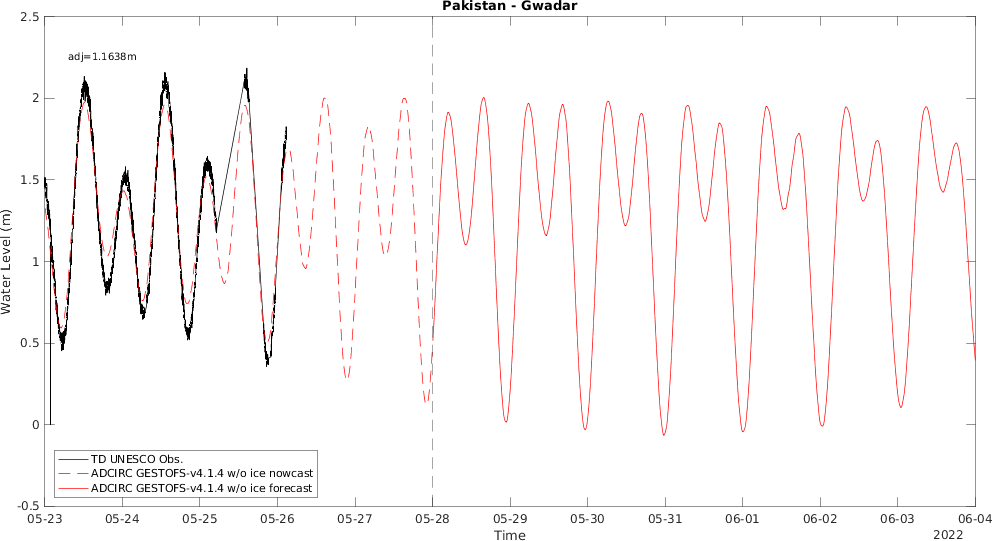 Pakistan - Gwadar
2.5
adj=1.1638m
2
1.5
Water Level (m)
1
0.5
0
TD UNESCO Obs.
ADCIRC GESTOFS-v4.1.4 w/o ice nowcast
ADCIRC GESTOFS-v4.1.4 w/o ice forecast
-0.5
05-23 05-24 05-25 05-26 05-27 05-28 05-29 05-30 05-31 06-01 06-02 06-03 06-04
Time
2022